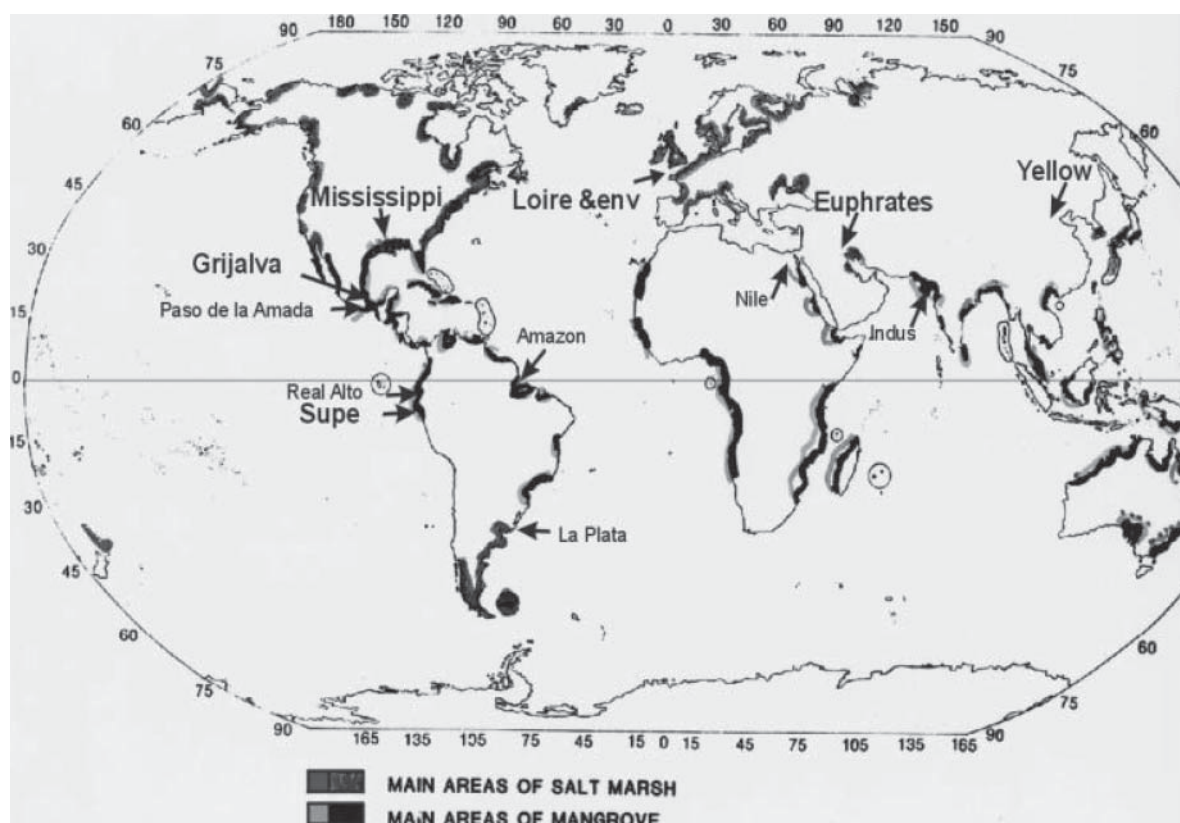 180 150 120 90 60 30 0 30 60 90 120 150 180
90 90
75 75
60 60
45
Mississippi Loire &env Euphrates Yellow
30
Grijalva
15
Paso de la Amada Nile Indus
Amazon
0
Real Alto
Supe
15
30
La Plata
45
60 60
75 75
90 90
165 135 105 75 45 15 0 15 45 75 105 135 165
MAIN AREAS OF SALT MARSH
MAIN AREAS OF MANGROVE